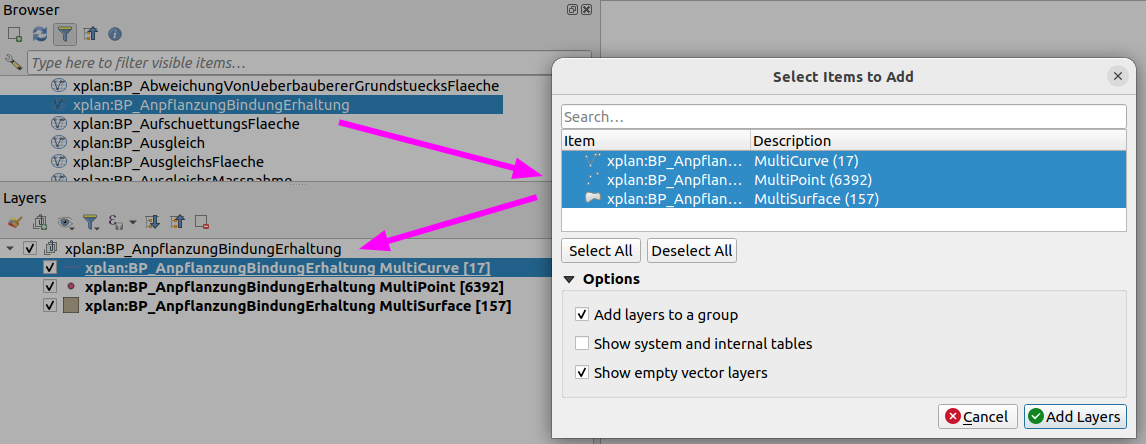 Browser
Type here to filter visible items…
xplan:BP_AbweichungVonUeberbaubererGrundstuecksFlaeche
xplan:BP_AnpflanzungBindungErhaltung
xplan:BP_AufschuettungsFlaeche
xplan:BP_Ausgleich
xplan:BP_AusgleichsFlaeche
xplan:BP_AusgleichsMassnahme
Layers
xplan:BP_AnpflanzungBindungErhaltung
xplan:BP_AnpflanzungBindungErhaltung MultiCurve [17]
xplan:BP_AnpflanzungBindungErhaltung MultiPoint [6392]
xplan:BP_AnpflanzungBindungErhaltung MultiSurface [157]
Select Items to Add
Search…
Item Description
xplan:BP_Anpflan… MultiCurve (17)
xplan:BP_Anpflan… MultiPoint (6392)
xplan:BP_Anpflan… MultiSurface (157)
Select All Deselect All
Options
Add layers to a group
Show system and internal tables
Show empty vector layers
Cancel Add Layers